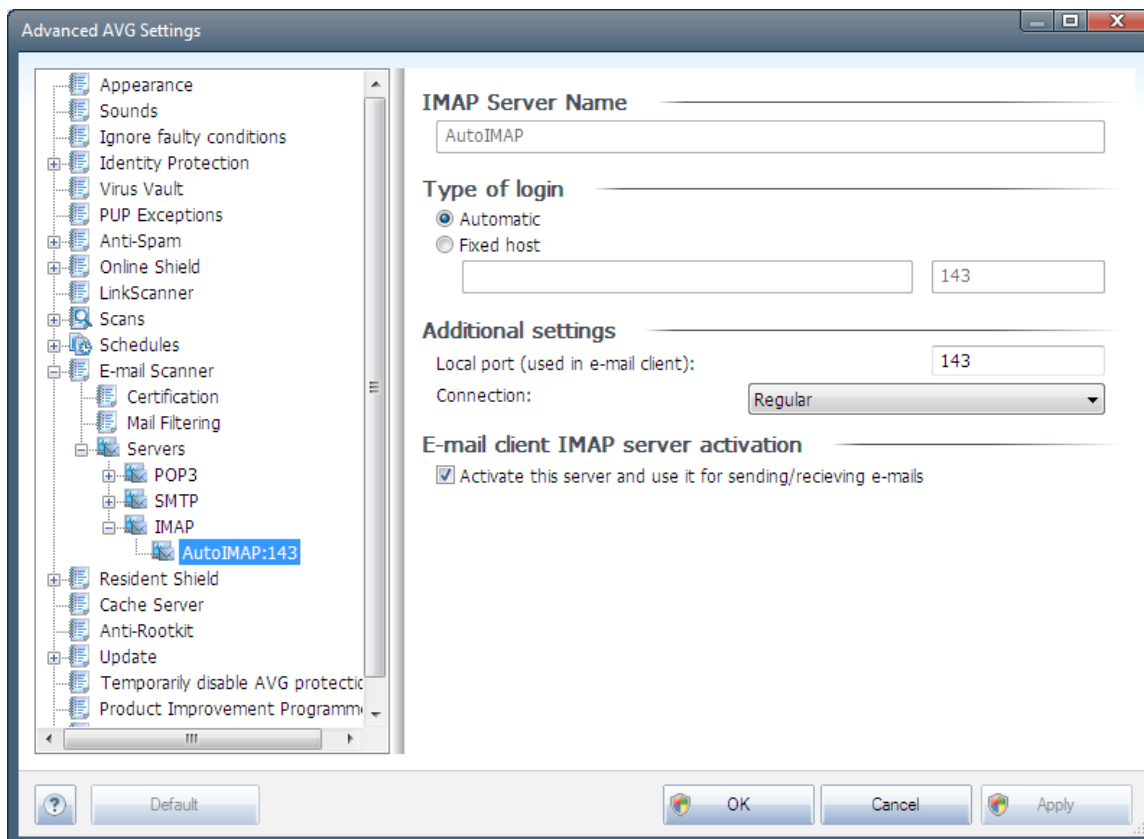 Advanced AVG Settings
Appearance
Sounds
Ignore faulty conditions
Identity Protection
Virus Vault
PUP Exceptions
Anti-Spam
Online Shield
LinkScanner
Scans
Schedules
E-mail Scanner
Certification
Mail Filtering
Servers
POP3
SMTP
IMAP
AutoIMAP:143
Resident Shield
Cache Server
Anti-Rootkit
Update
Temporarily disable AVG protectic
Product Improvement Programm
IMAP Server Name
AutoIMAP
Type of login
Automatic
Fixed host
143
Additional settings
Local port (used in e-mail client): 143
Connection: Regular
E-mail client IMAP server activation
Activate this server and use it for sending/recieving e-mails
? Default OK Cancel Apply